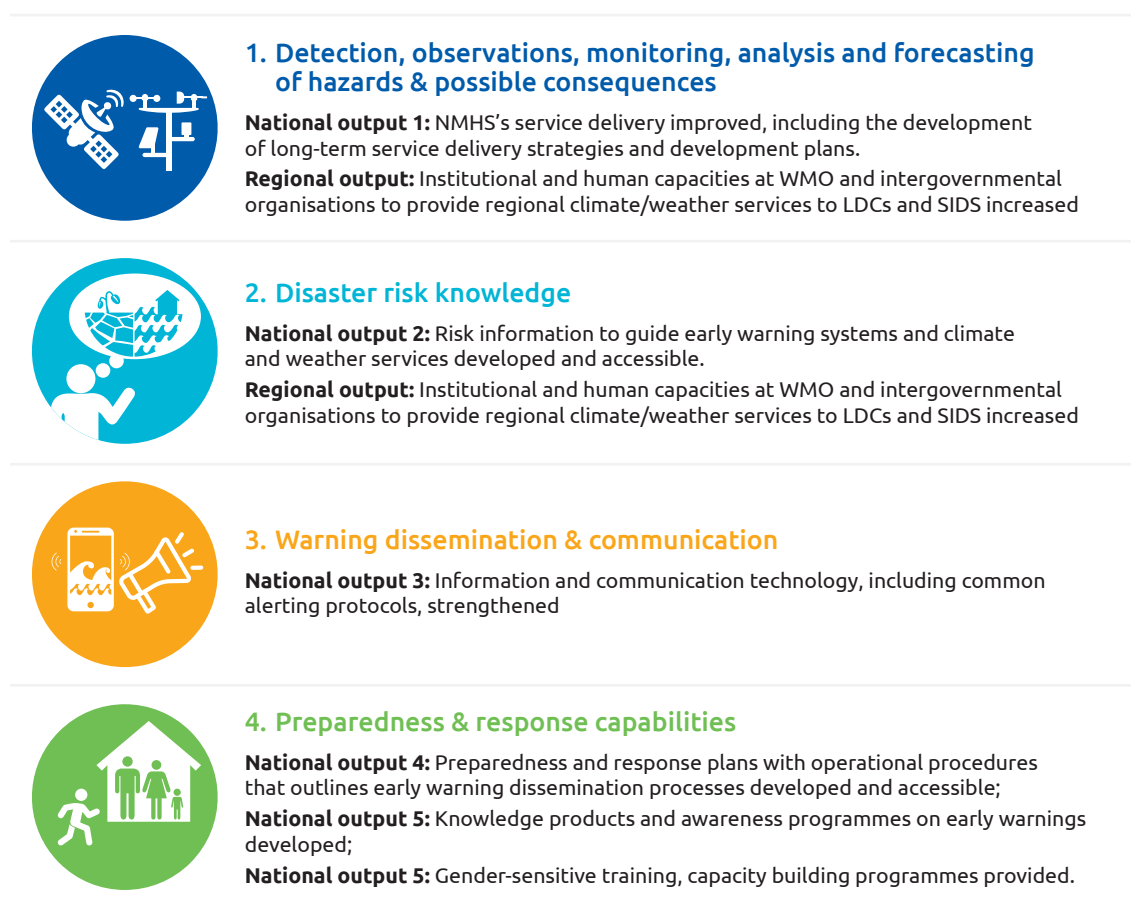 1. Detection, observations, monitoring, analysis and forecasting
of hazards & possible consequences
National output 1: NMHS’s service delivery improved, including the development
of long-term service delivery strategies and development plans.
Regional output: Institutional and human capacities at WMO and intergovernmental
organisations to provide regional climate/weather services to LDCs and SIDS increased
2. Disaster risk knowledge
National output 2: Risk information to guide early warning systems and climate
and weather services developed and accessible.
Regional output: Institutional and human capacities at WMO and intergovernmental
organisations to provide regional climate/weather services to LDCs and SIDS increased
3. Warning dissemination & communication
National output 3: Information and communication technology, including common
alerting protocols, strengthened
4. Preparedness & response capabilities
National output 4: Preparedness and response plans with operational procedures
that outlines early warning dissemination processes developed and accessible;
National output 5: Knowledge products and awareness programmes on early warnings
developed;
National output 5: Gender-sensitive training, capacity building programmes provided.